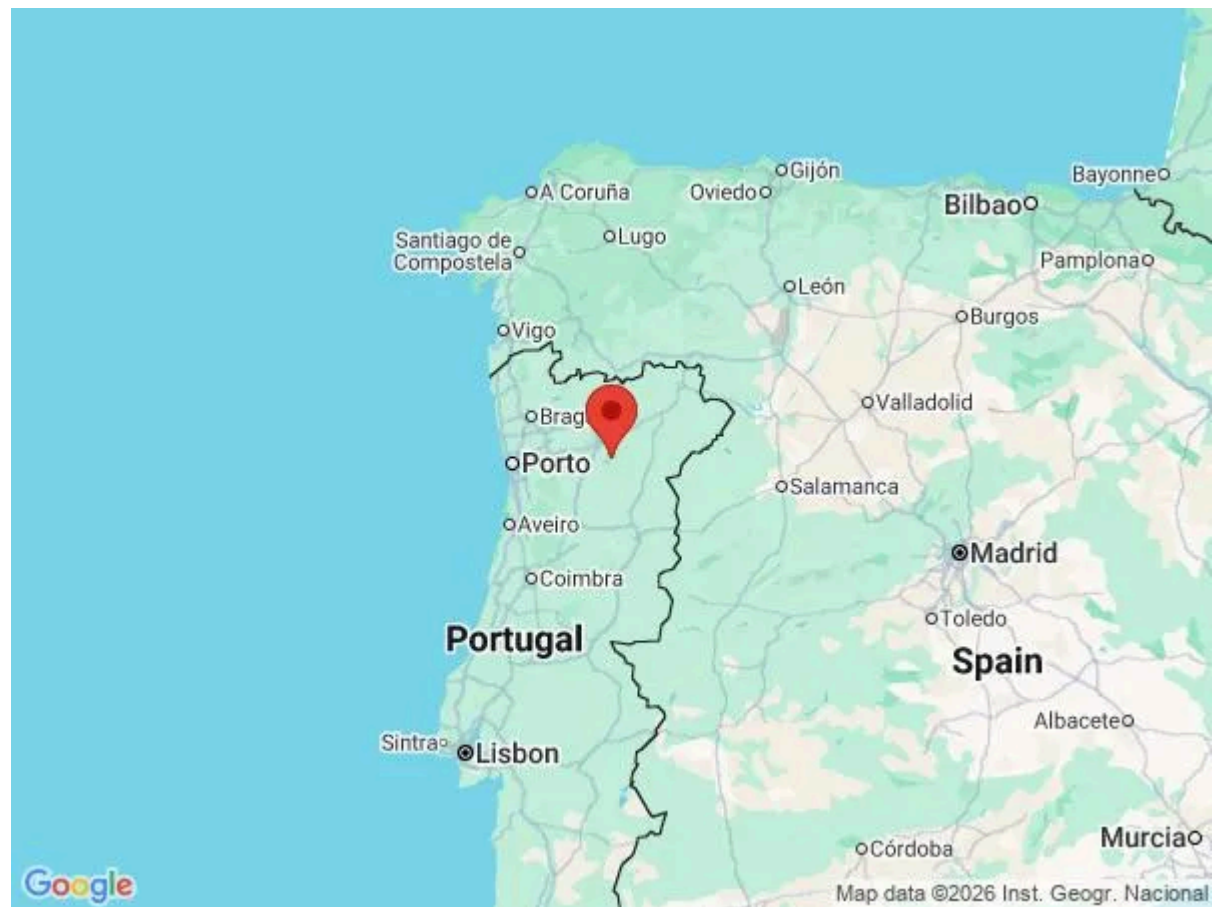 Gijón
Bayonne
A Coruña
Oviedo
Bilbao
Lugo
Santiago de
Compostela
Pamplona
León
Burgos
Vigo
Valladolid
Brag
Porto
Salamanca
Aveiro
Madrid
Coimbra
Toledo
Portugal
Spain
Albacete
Sintra
Lisbon
Murcia
Córdoba
Google
Map data ©2026 Inst. Geogr. Nacional